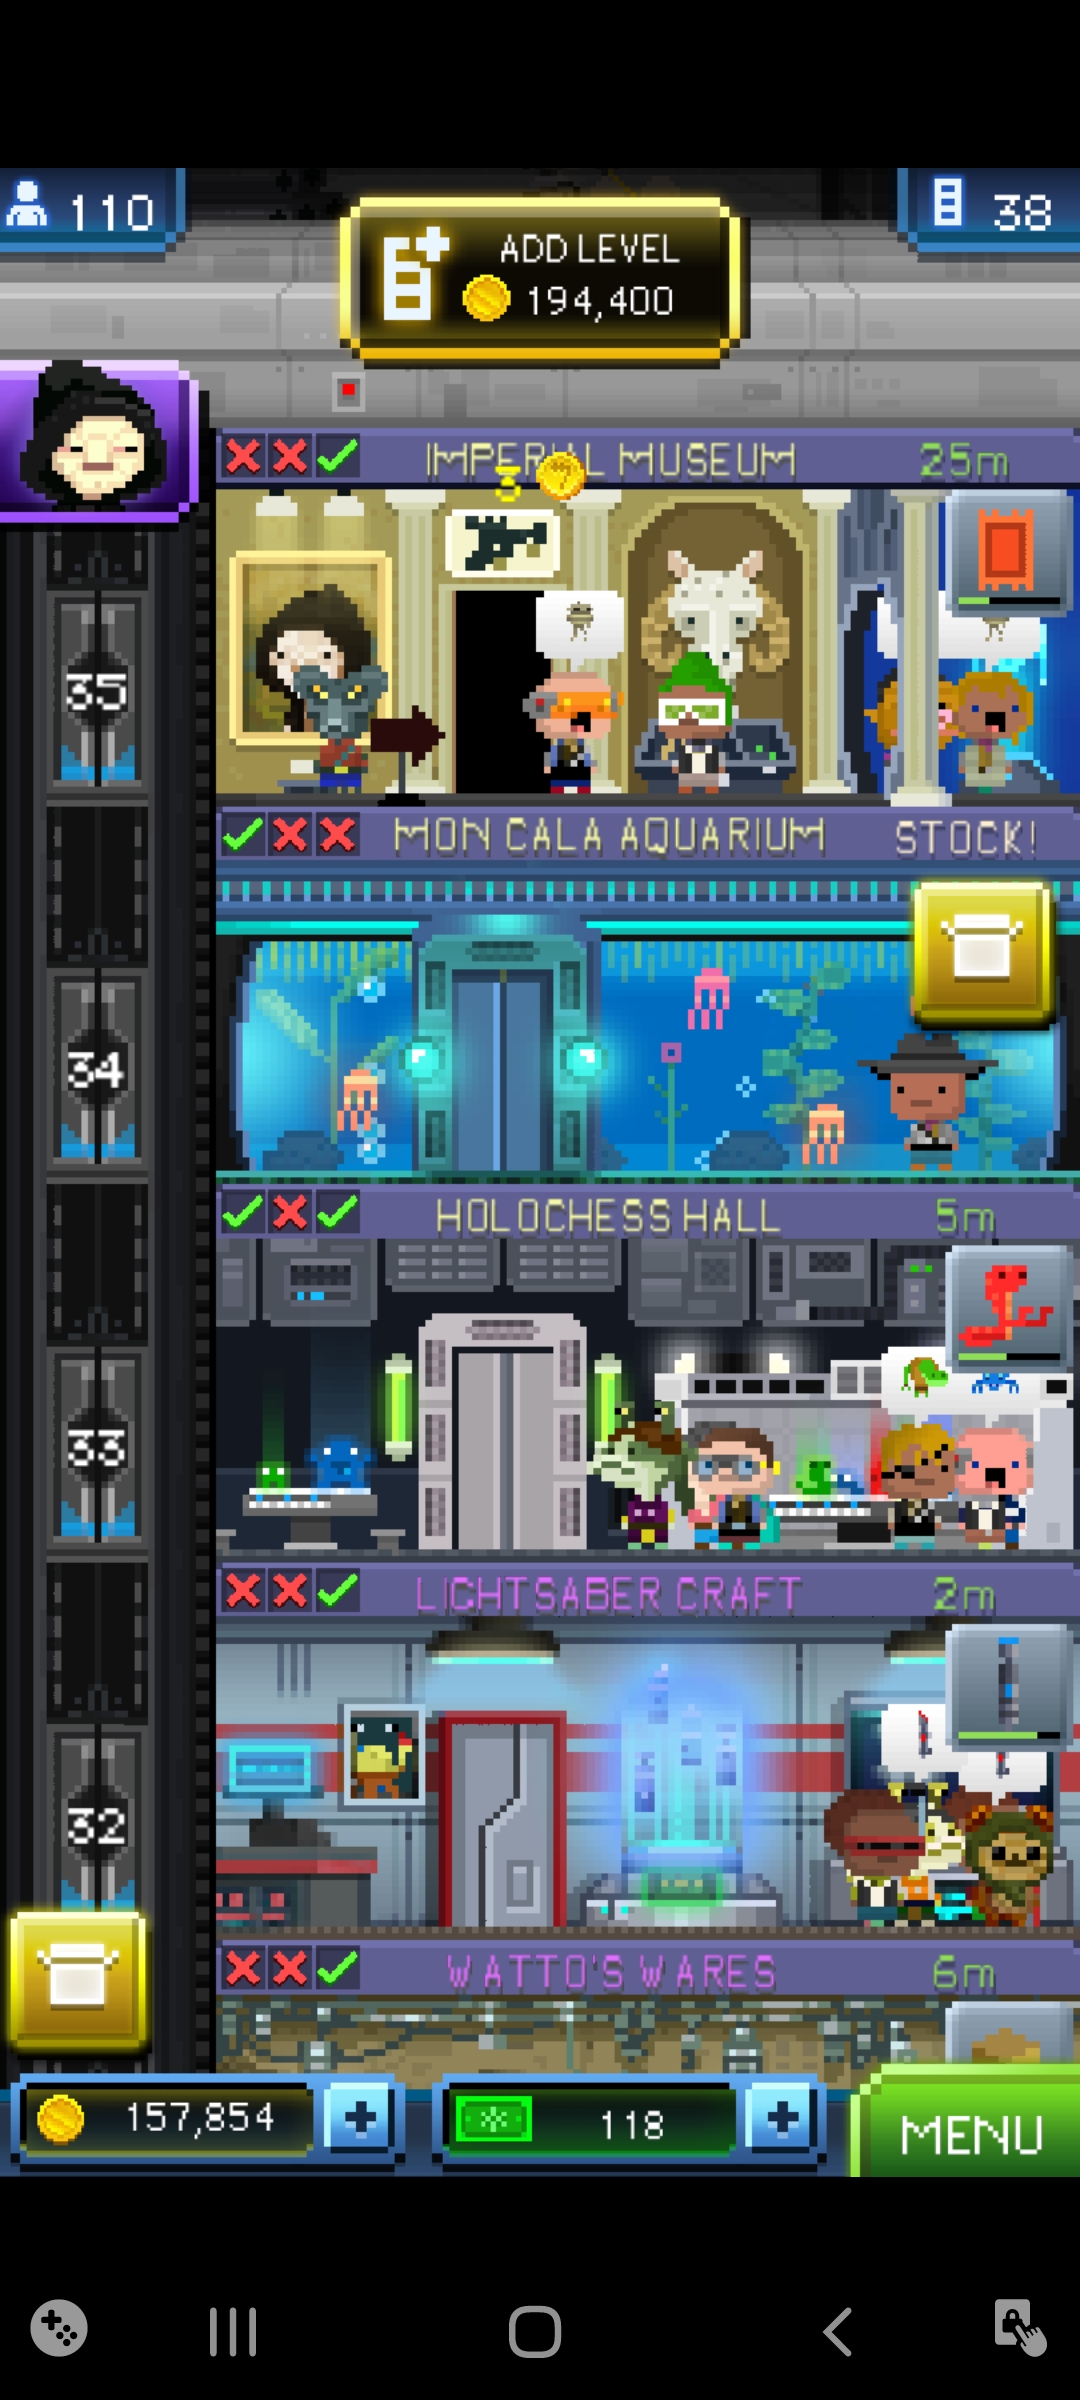 110
ADD LEVEL
194,400
38
IMPERIAL MUSEUM 25m
3
35
MON CALA AQUARIUM STOCK!
34
HOLOCHESS HALL 5m
33
LIGHTSABER CRAFT 2m
32
WATTO'S WARES 6m
157,854
118
MENU